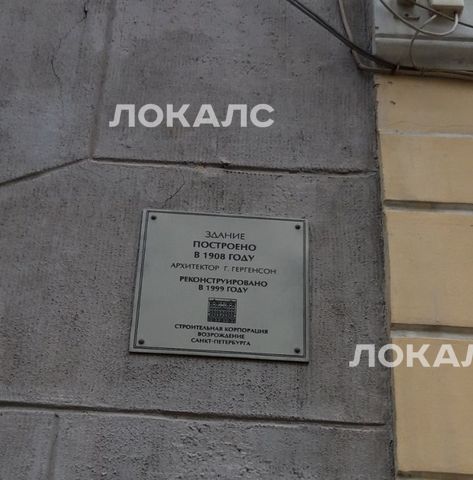 ЛОКАЛС
ЗДАНИЕ
ПОСТРОЕНО
В 1908 ГОДУ
АРХИТЕКТОР Г. ГЕРГЕНСОН
РЕКОНСТРУИРОВАНО
В 1999 ГОДУ
СТРОИТЕЛЬНАЯ КОРПОРАЦИЯ
ВОЗРОЖДЕНИЕ
САНКТ-ПЕТЕРБУРГА
ЛОКАЛС